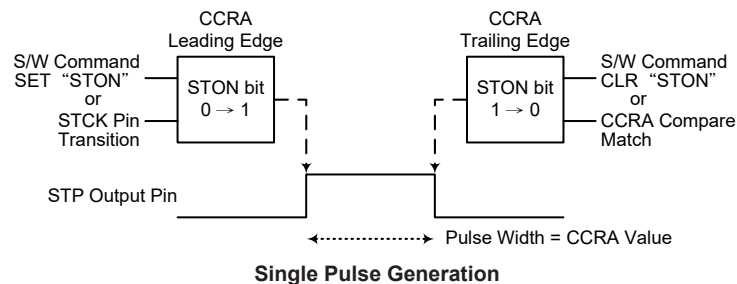 CCRA
Leading Edge
S/W Command
SET “STON”
or
STCK Pin
Transition
STON bit
0 → 1
CCRA
Trailing Edge
STON bit
1 → 0
S/W Command
CLR “STON”
or
CCRA Compare
Match
STP Output Pin
Pulse Width = CCRA Value
Single Pulse Generation